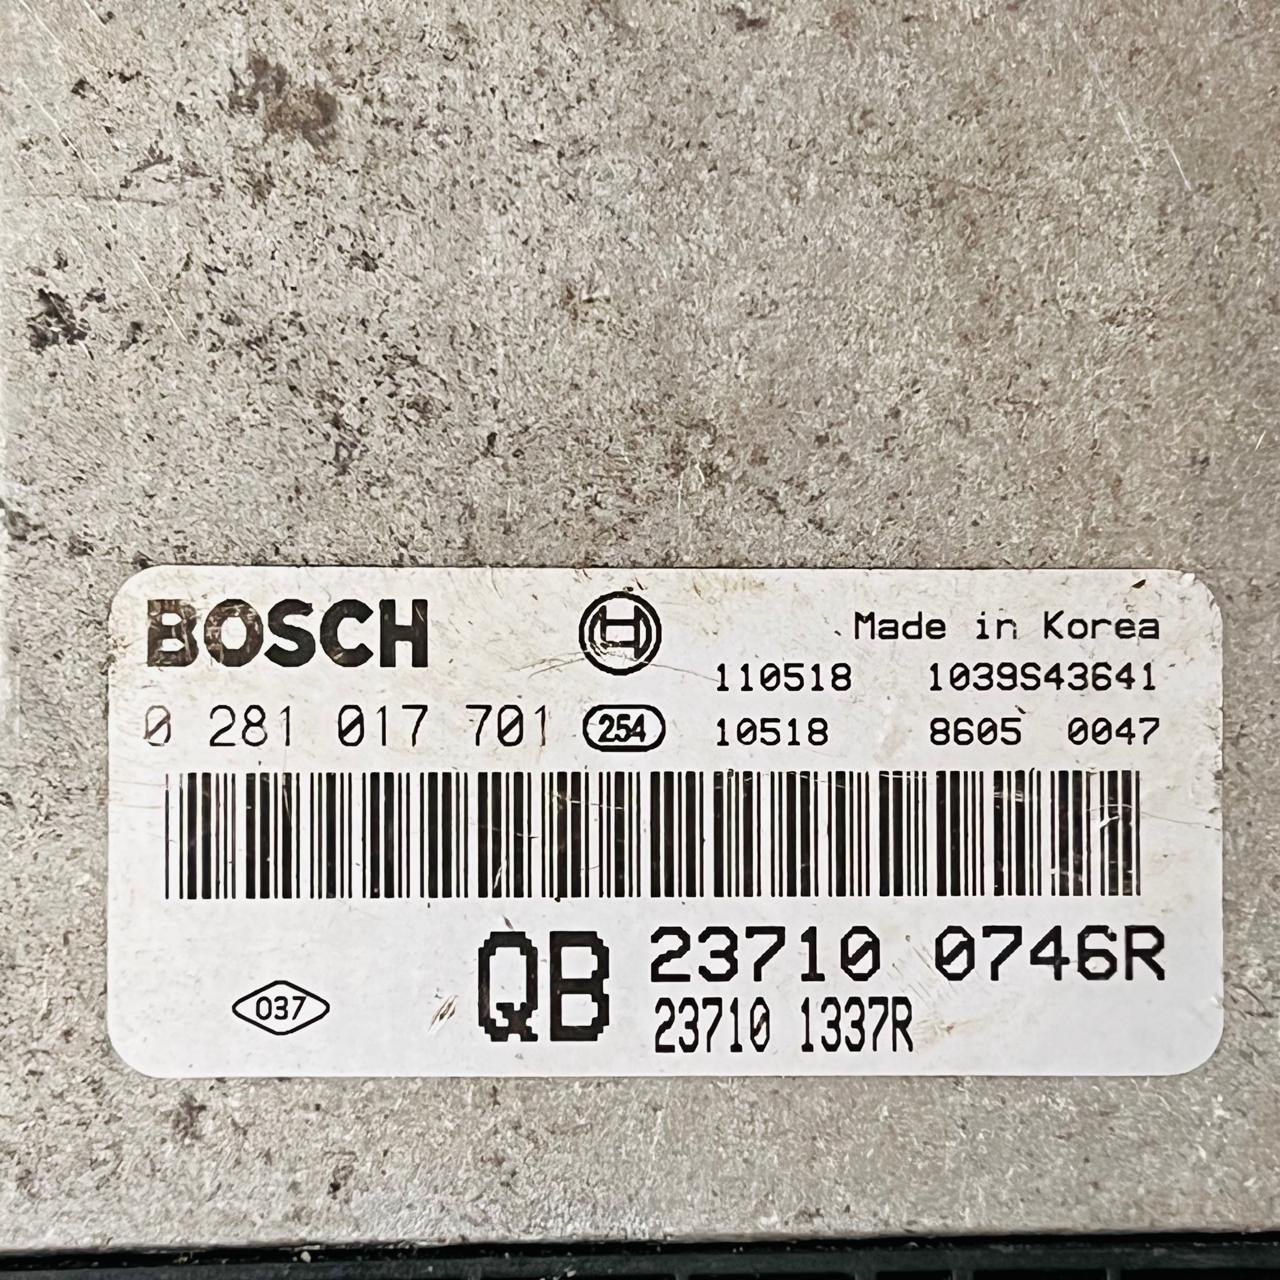 BOSCH
Made in Korea
110518 1039S43641
0 281 017 701 254 10518 8605 0047
QB 23710 0746R
037 23710 1337R